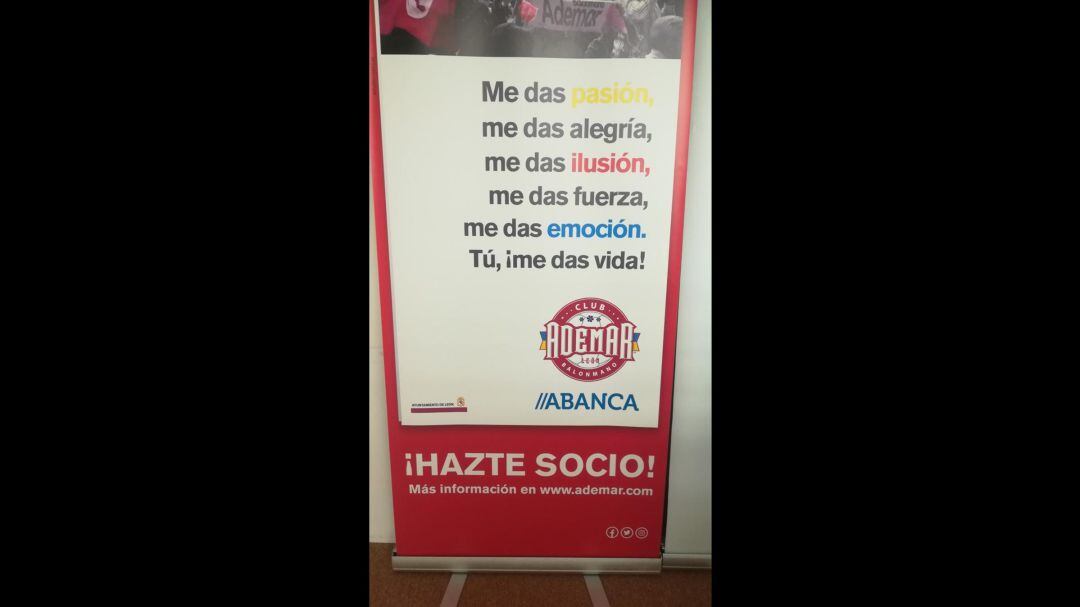 Ademar
Me das pasión,
me das alegría,
me das ilusión,
me das fuerza,
me das emoción.
Tú, ¡me das vida!
CLUB
ADEMAR
LEÓN
BALONMANO
AYUNTAMIENTO DE LEÓN
//ABANCA
¡HAZTE SOCIO!
Más información en www.ademar.com